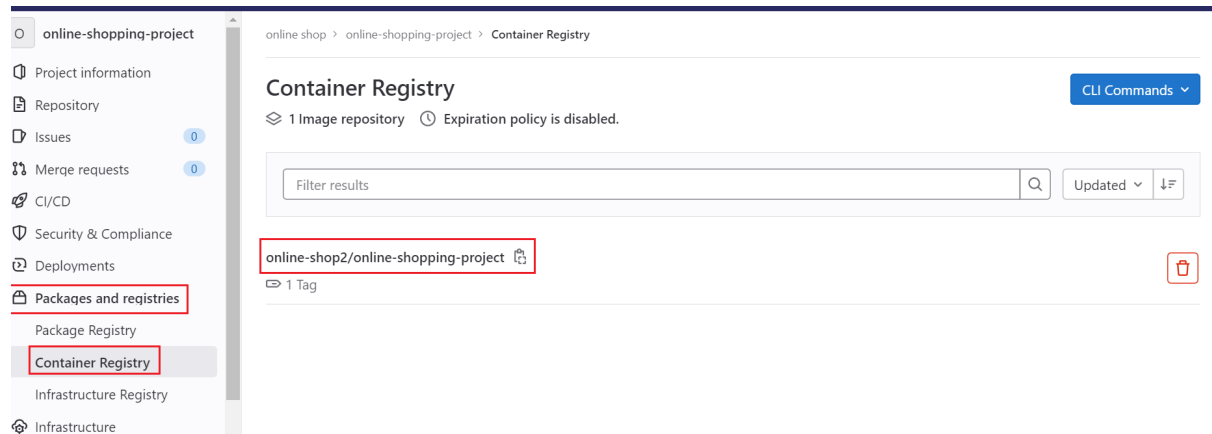 O online-shopping-project
Project information
Repository
Issues 0
Merge requests 0
CI/CD
Security & Compliance
Deployments
Packages and registries
Package Registry
Container Registry
Infrastructure Registry
Infrastructure
online shop > online-shopping-project > Container Registry
Container Registry
CLI Commands
1 Image repository Expiration policy is disabled.
Filter results
Updated
online-shop2/online-shopping-project
1 Tag